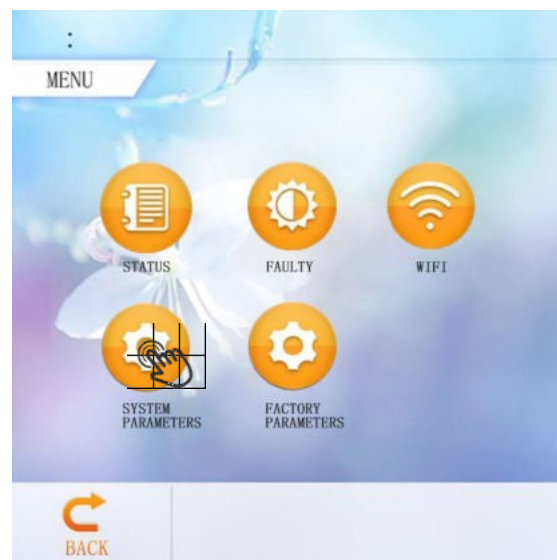 :
MENU
STATUS
FAULTY
WIFI
SYSTEM
PARAMETERS
FACTORY
PARAMETERS
BACK